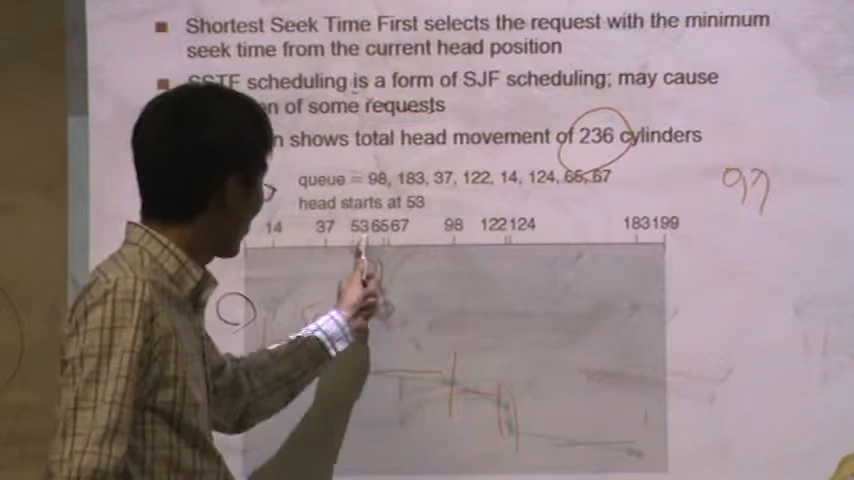 Shortest Seek Time First selects the request with the minimum
seek time from the current head position
SSTF scheduling is a form of SJF scheduling; may cause
of some requests
shows total head movement of 236 cylinders
queue = 98, 183, 37, 122, 14, 124, 65, 67
head starts at 53
14 37 53 65 67 98 122 124 183 199